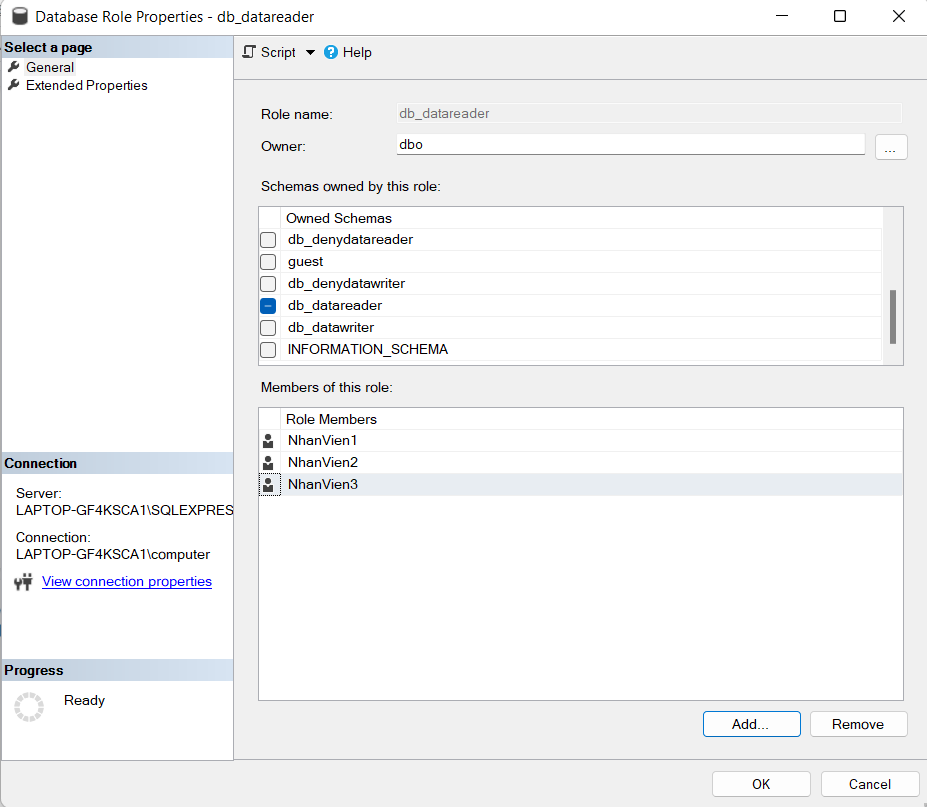 Database Role Properties - db_datareader
Select a page
General
Extended Properties
Script
Help
Role name:
db_datareader
Owner:
dbo
...
Schemas owned by this role:
Owned Schemas
db_denydatareader
guest
db_denydatawriter
db_datareader
db_datawriter
INFORMATION_SCHEMA
Members of this role:
Role Members
NhanVien1
NhanVien2
NhanVien3
Connection
Server:
LAPTOP-GF4KSCA1\SQLEXPRES
Connection:
LAPTOP-GF4KSCA1\computer
View connection properties
Progress
Ready
Add...
Remove
OK
Cancel